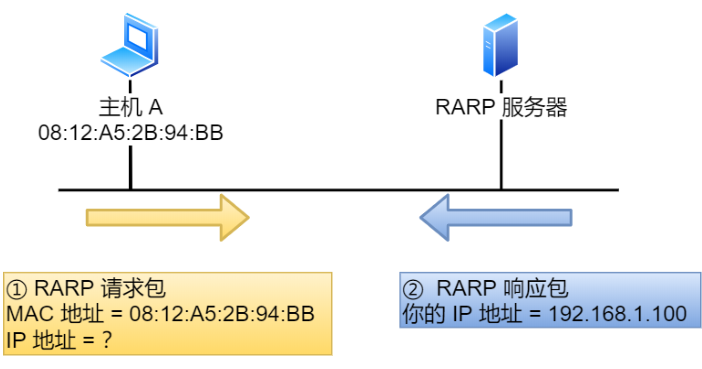 主机 A
08:12:A5:2B:94:BB
RARP 服务器
① RARP 请求包
MAC 地址 = 08:12:A5:2B:94:BB
IP 地址 = ?
② RARP 响应包
你的 IP 地址 = 192.168.1.100